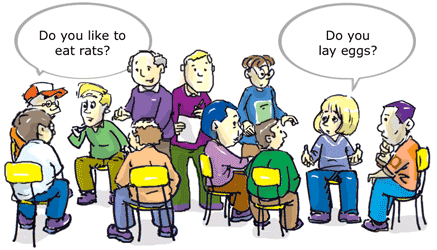 Do you like to
eat rats?
Do you
lay eggs?